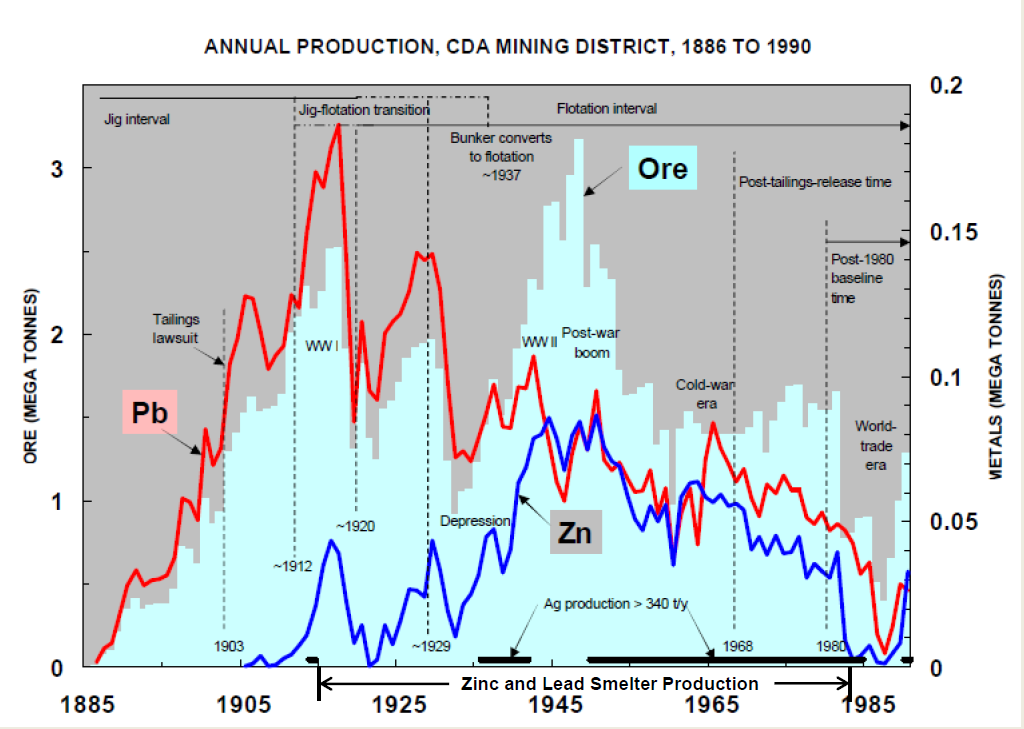 ANNUAL PRODUCTION, CDA MINING DISTRICT, 1886 TO 1990
0.2
Jig interval
Jig-flotation transition
Flotation interval
Bunker converts
to flotation
~1937
3
Ore
Post-tailings-release time
0.15
Post-1980
baseline
time
Tailings
lawsuit
WW I
WW II
Post-war
boom
2
ORE (MEGA TONNES)
METALS (MEGA TONNES)
Pb
Cold-war
era
0.1
World-
trade
era
1
~1920
Depression
Zn
0.05
~1912
Ag production > 340 t/y
1903
~1929
1968
1980
0
0
Zinc and Lead Smelter Production
1885
1905
1925
1945
1965
1985